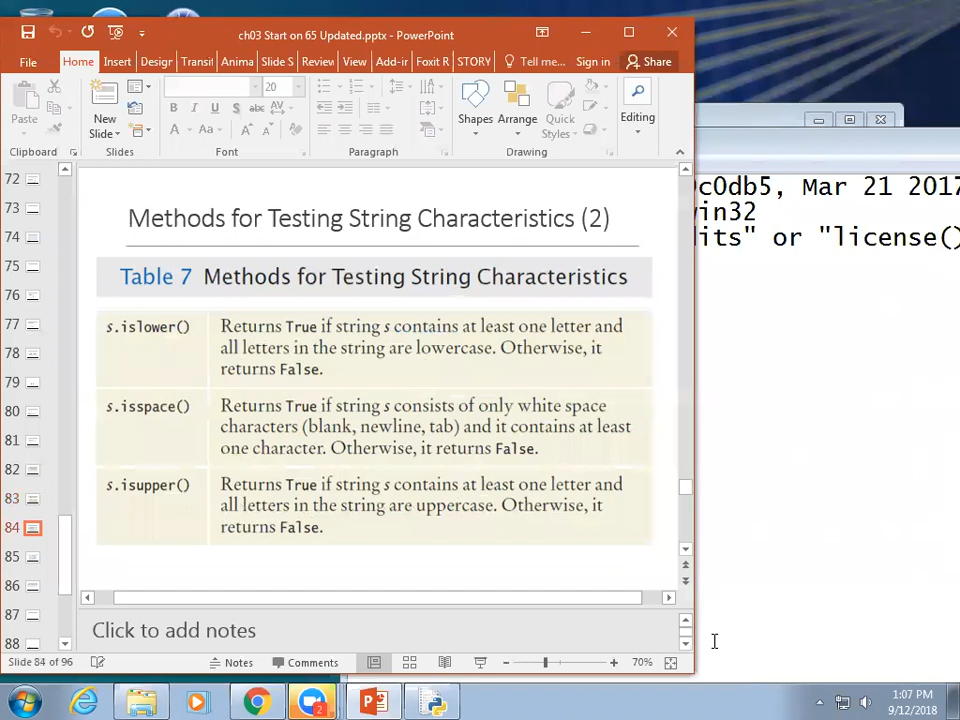 ch03 Start on 65 Updated.pptx - PowerPoint
File Home Insert Design Transit Anima Slide S Review View Add-ir Foxit R STORY Tell me... Sign in Share
20
Paste New Slide Shapes Arrange Quick Styles Editing
B I U S abc AV
A Aa A A
Clipboard Slides Font Paragraph Drawing
72
73
74
75
76
77
78
79
80
81
82
83
84
85
86
87
88
Methods for Testing String Characteristics (2)
Table 7 Methods for Testing String Characteristics
s.islower() Returns True if string s contains at least one letter and
all letters in the string are lowercase. Otherwise, it
returns False.
s.isspace() Returns True if string s consists of only white space
characters (blank, newline, tab) and it contains at least
one character. Otherwise, it returns False.
s.isupper() Returns True if string s contains at least one letter and
all letters in the string are uppercase. Otherwise, it
returns False.
c0db5, Mar 21 2017
win32
dits" or "license()
Click to add notes
Slide 84 of 96 Notes Comments 70%
2
1:07 PM
9/12/2018